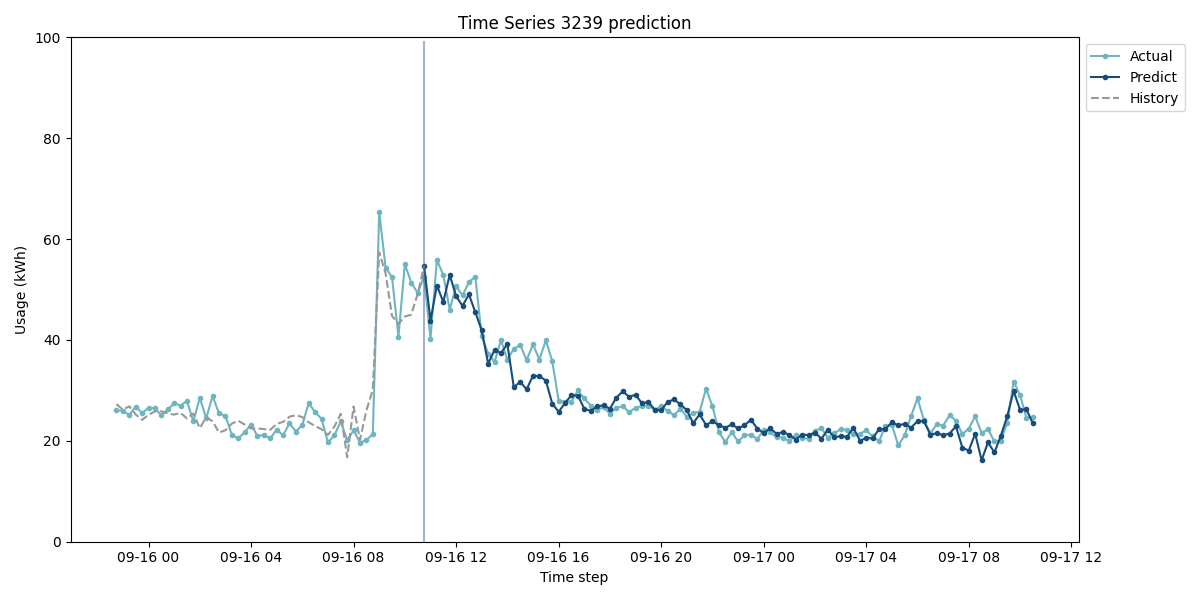 Time Series 3239 prediction
Actual
Predict
History
100
80
60
40
20
0
Usage (kWh)
09-16 00
09-16 04
09-16 08
09-16 12
09-16 16
09-16 20
09-17 00
09-17 04
09-17 08
09-17 12
Time step